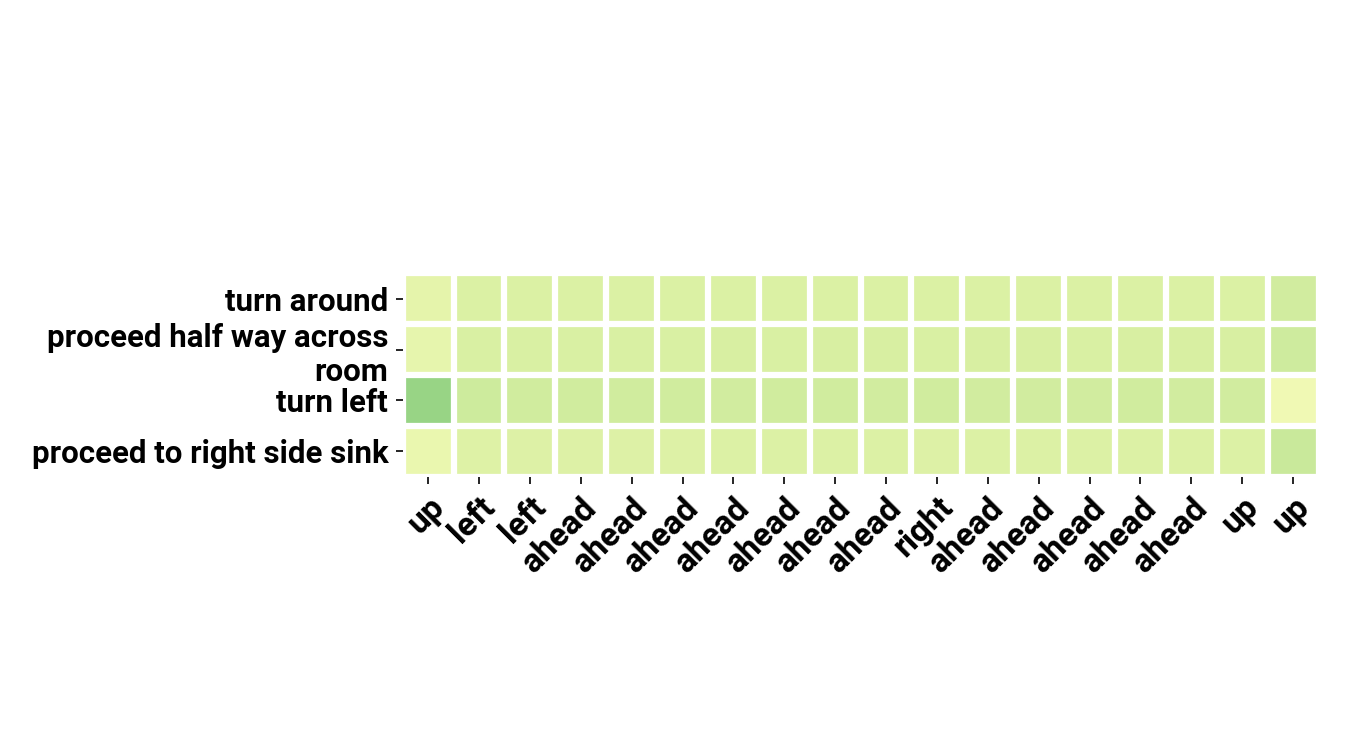 turn around
proceed half way across
room
turn left
proceed to right side sink
up
left
left
ahead
ahead
ahead
ahead
ahead
ahead
ahead
right
ahead
ahead
ahead
ahead
ahead
up
up